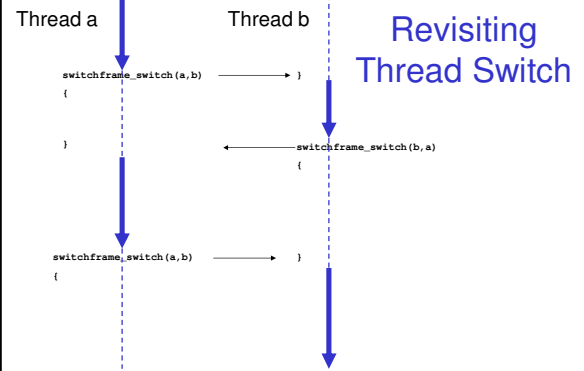 Thread a
Thread b
Revisiting
Thread Switch
switchframe_switch(a,b)
}
{
}
switchframe_switch(b,a)
{
switchframe_switch(a,b)
}
{